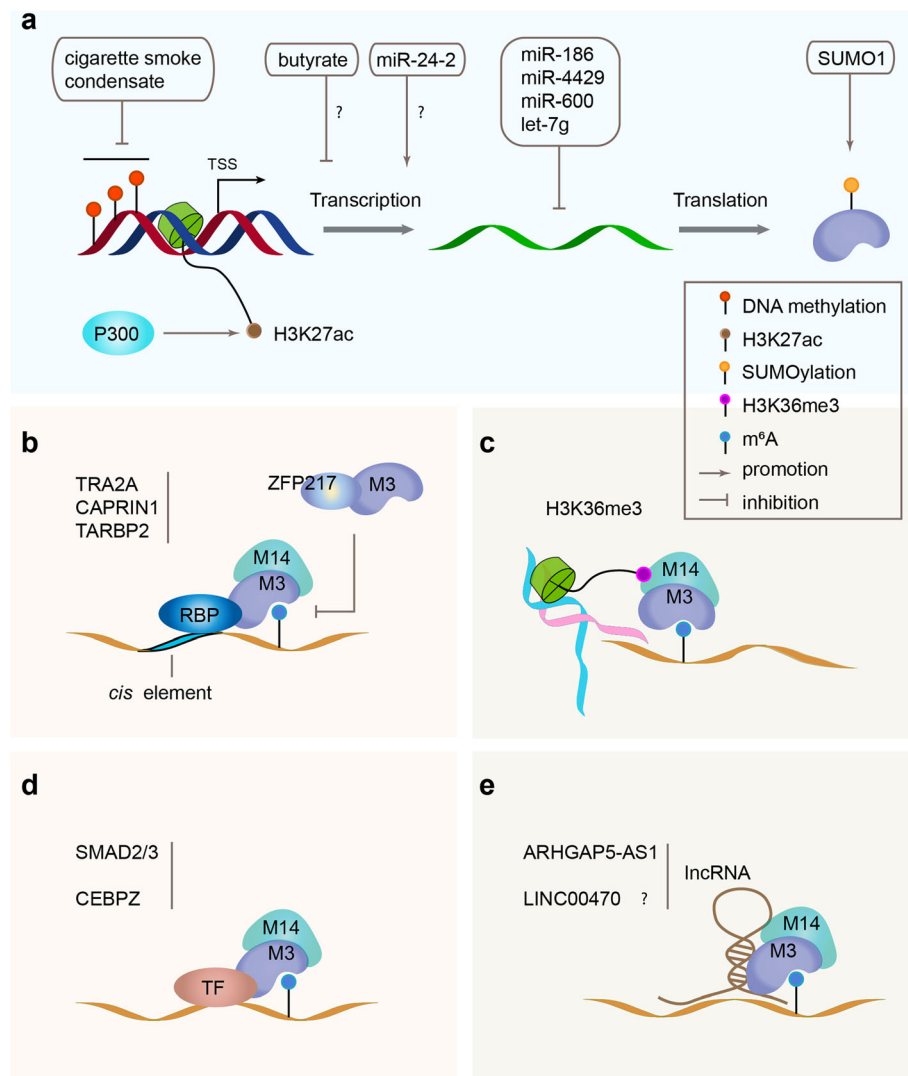 a
cigarette smoke
condensate
butyrate
miR-24-2
miR-186
miR-4429
miR-600
let-7g
SUMO1
?
?
TSS
Transcription
Translation
P300
H3K27ac
DNA methylation
H3K27ac
SUMOylation
H3K36me3
m⁶A
promotion
inhibition
b
TRA2A
CAPRIN1
TARBP2
ZFP217
M3
M14
M3
RBP
cis element
c
H3K36me3
M14
M3
d
SMAD2/3
CEBPZ
M14
M3
TF
e
ARHGAP5-AS1
LINC00470 ?
lncRNA
M14
M3